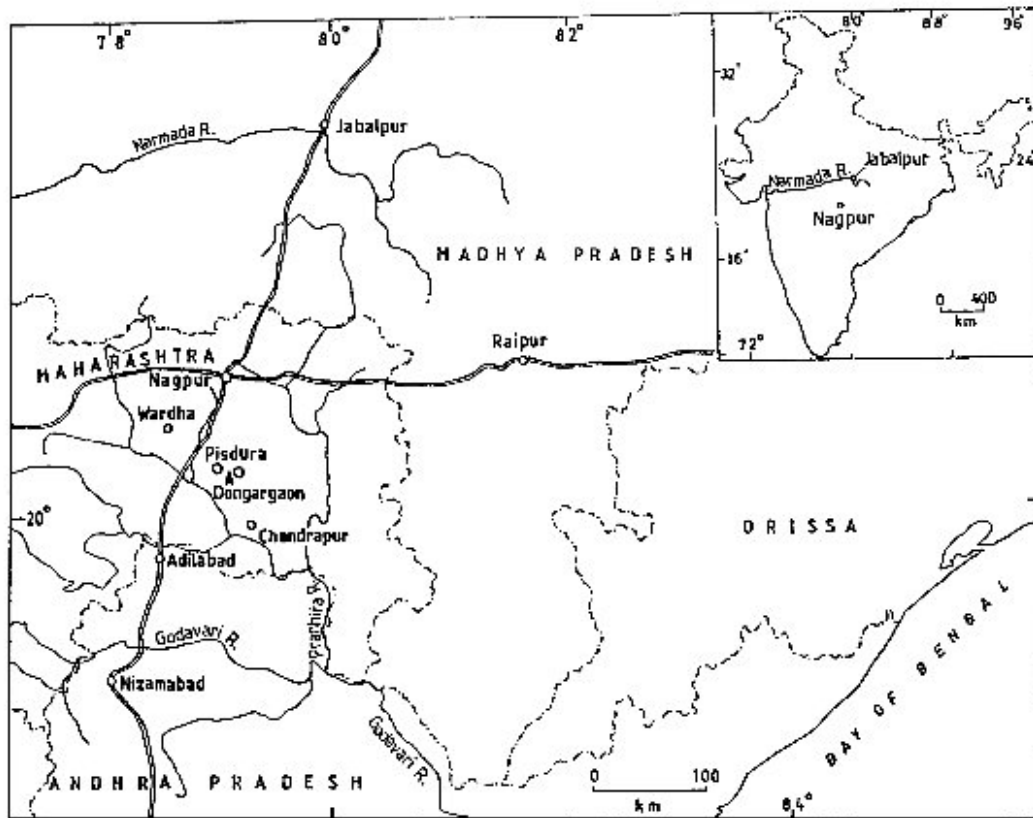 78°
80
82
80°
88°
96°
32°
Narmada R.
Jabalpur
Jabalpur
24°
Narmada R.
Nagpur
MADHYA PRADESH
16°
0 400
km
72°
Raipur
MAHARASHTRA
Nagpur
Wardha
Pisdura
A
Dongargaon
20°
Chandrapur
ORISSA
Adilabad
Godavari R.
Pranhira R.
Nizamabad
Godavari R.
BAY OF BENGAL
0 100
km
ANDHRA PRADESH
84°